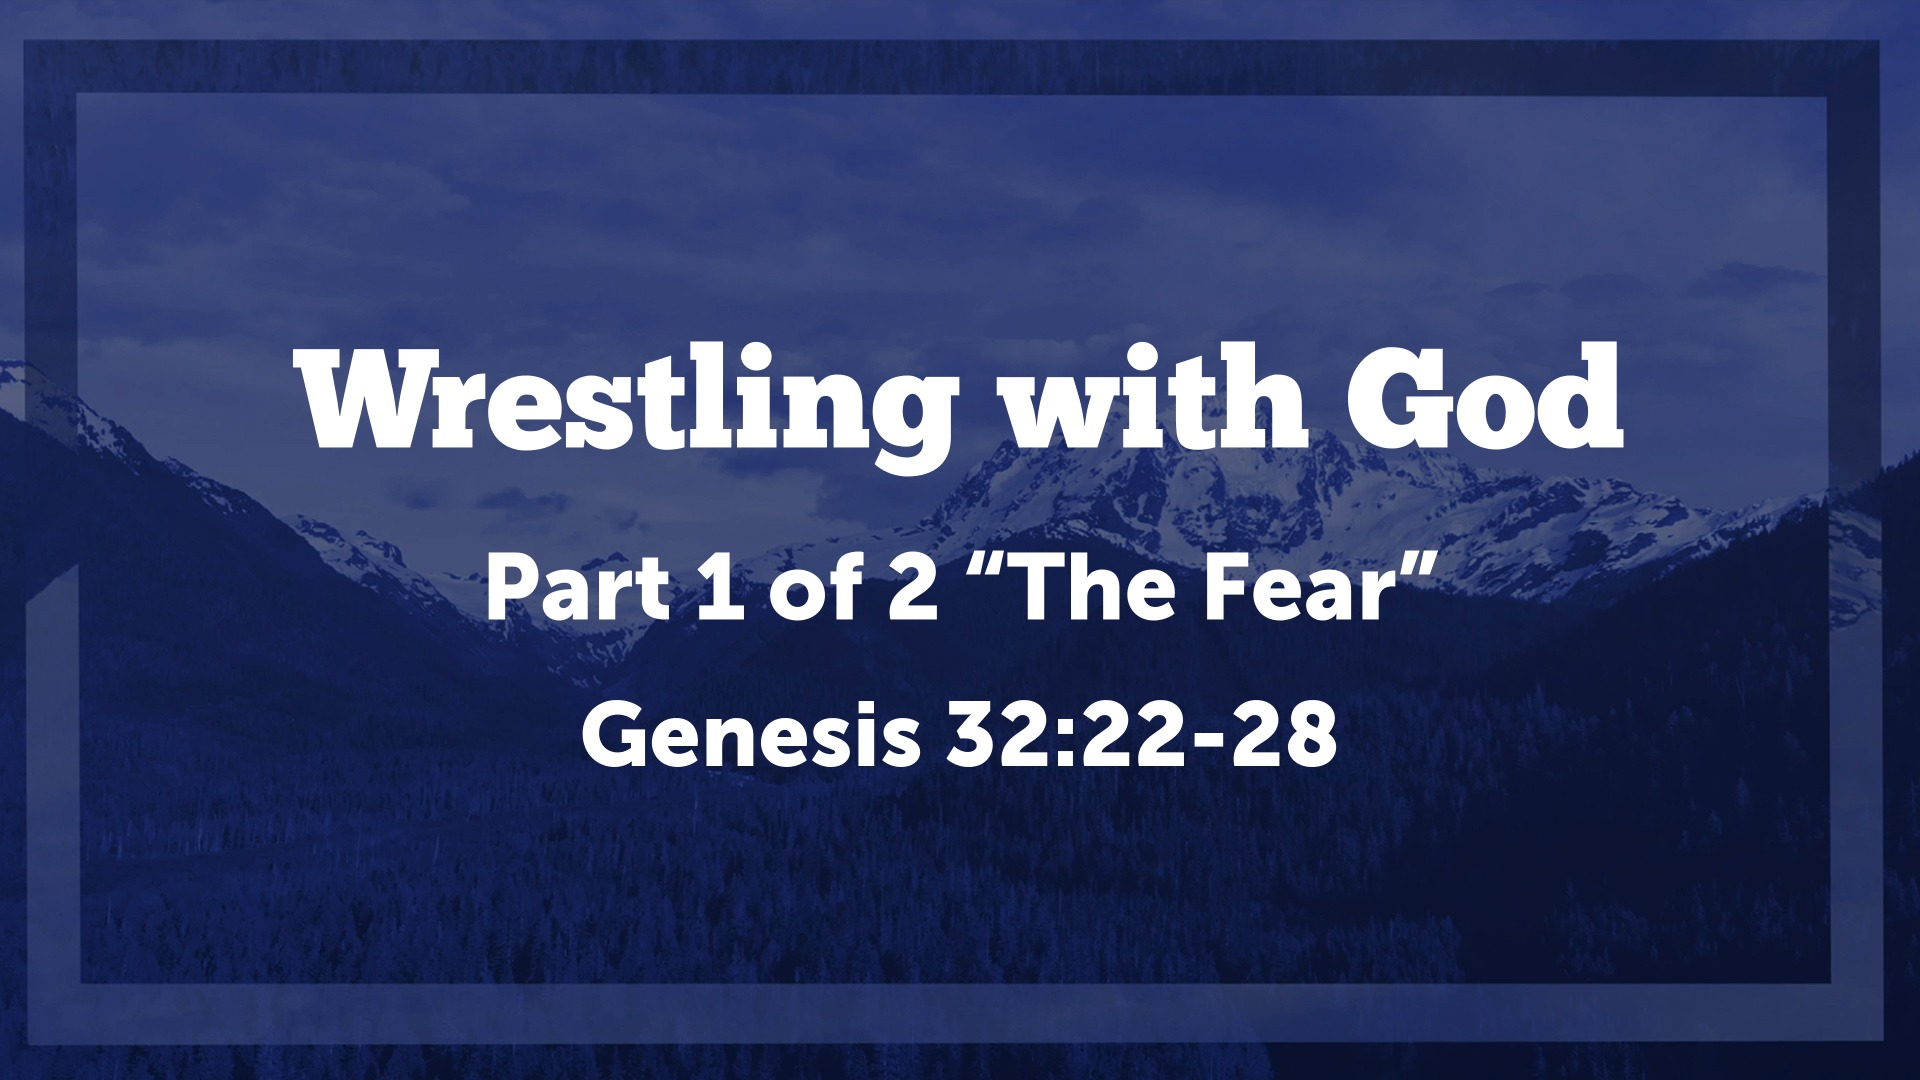 Wrestling with God
Part 1 of 2 “The Fear”
Genesis 32:22-28